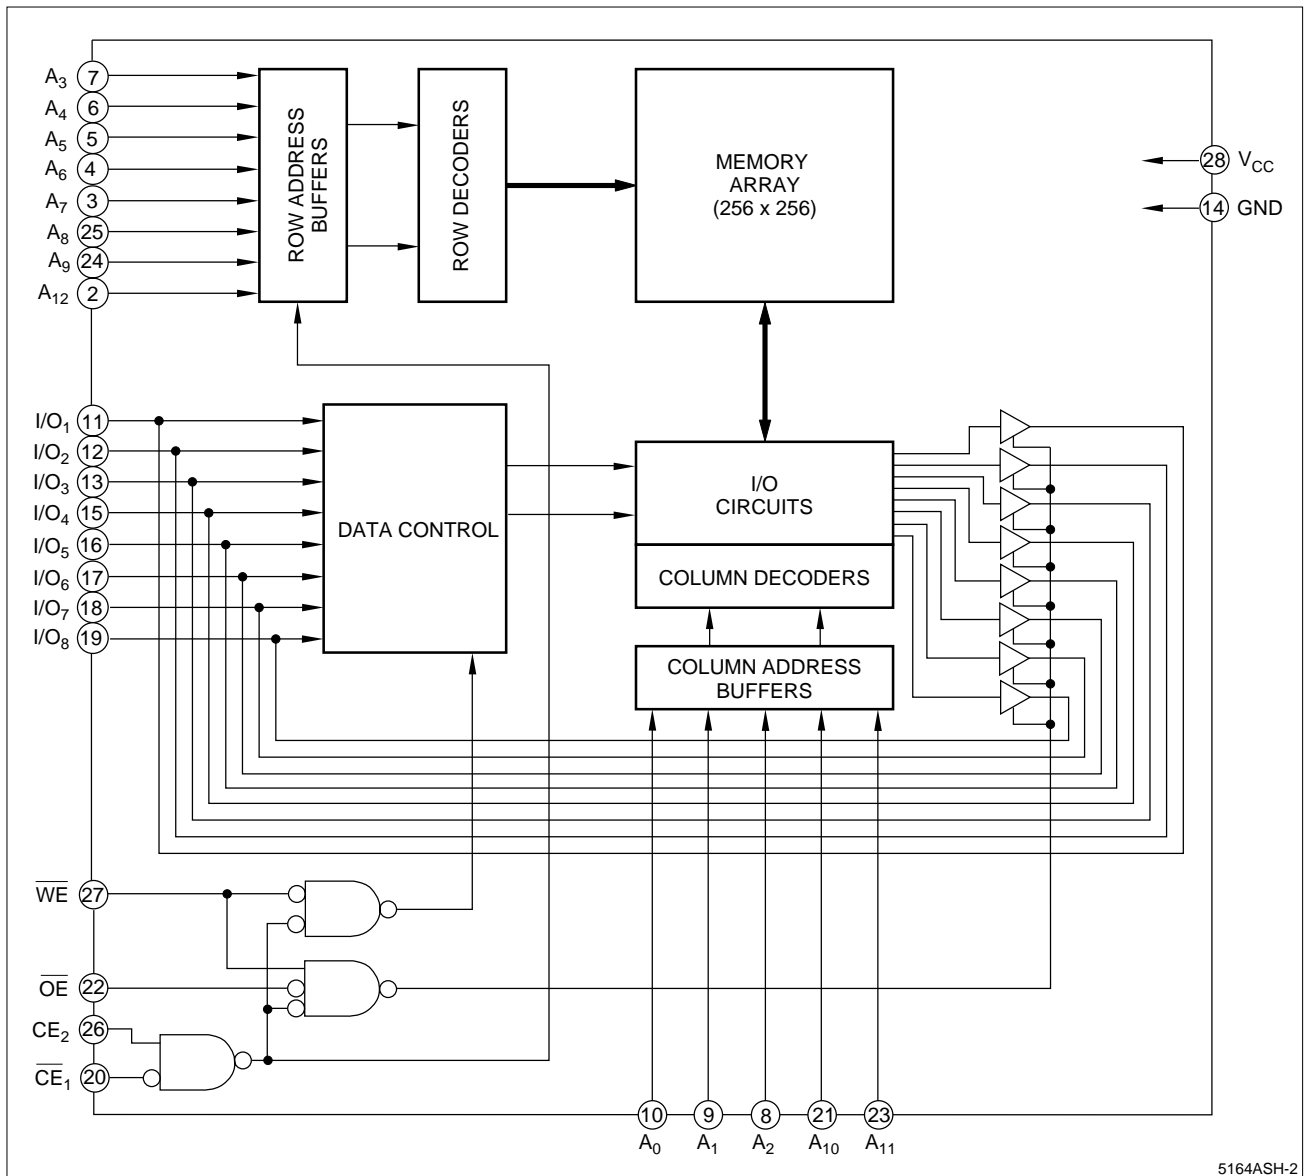 A3 7
A4 6
A5 5
A6 4
A7 3
A8 25
A9 24
A12 2
ROW ADDRESS
BUFFERS
ROW DECODERS
MEMORY
ARRAY
(256 x 256)
28 VCC
14 GND
I/O1 11
I/O2 12
I/O3 13
I/O4 15
I/O5 16
I/O6 17
I/O7 18
I/O8 19
DATA CONTROL
I/O
CIRCUITS
COLUMN DECODERS
COLUMN ADDRESS
BUFFERS
W̅E̅ 27
O̅E̅ 22
CE2 26
C̅E̅1 20
10 9 8 21 23
A0 A1 A2 A10 A11
5164ASH-2